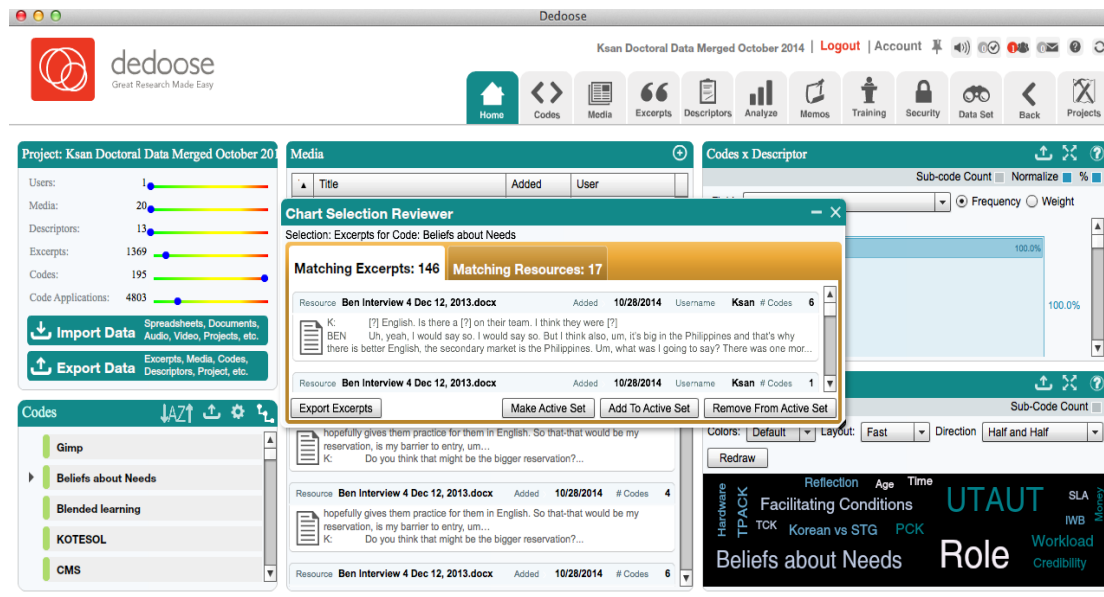 Dedoose
dedoose
Great Research Made Easy
Ksan Doctoral Data Merged October 2014 | Logout | Account
Home
Codes
Media
Excerpts
Descriptors
Analyze
Memos
Training
Security
Data Set
Back
Projects
Project: Ksan Doctoral Data Merged October 201
Users: 1
Media: 20
Descriptors: 13
Excerpts: 1369
Codes: 195
Code Applications: 4803
Import Data Spreadsheets, Documents, Audio, Video, Projects, etc.
Export Data Excerpts, Media, Codes, Descriptors, Project, etc.
Codes
Gimp
Beliefs about Needs
Blended learning
KOTESOL
CMS
Media
Title Added User
Chart Selection Reviewer
Selection: Excerpts for Code: Beliefs about Needs
Matching Excerpts: 146 Matching Resources: 17
Resource Ben Interview 4 Dec 12, 2013.docx Added 10/28/2014 Username Ksan # Codes 6
K: [?] English. Is there a [?] on their team. I think they were [?]
BEN Uh, yeah, I would say so. I would say so. But I think also, um, it's big in the Philippines and that's why
there is better English, the secondary market is the Philippines. Um, what was I going to say? There was one mor...
Resource Ben Interview 4 Dec 12, 2013.docx Added 10/28/2014 Username Ksan # Codes 1
Export Excerpts Make Active Set Add To Active Set Remove From Active Set
hopefully gives them practice for them in English. So that-that would be my
reservation, is my barrier to entry, um...
K: Do you think that might be the bigger reservation?...
Resource Ben Interview 4 Dec 12, 2013.docx Added 10/28/2014 # Codes 4
hopefully gives them practice for them in English. So that-that would be my
reservation, is my barrier to entry, um...
K: Do you think that might be the bigger reservation?...
Resource Ben Interview 4 Dec 12, 2013.docx Added 10/28/2014 # Codes 6
Codes x Descriptor
Sub-code Count Normalize %
Frequency Weight
100.0%
100.0%
Sub-Code Count
Colors: Default Layout: Fast Direction Half and Half
Redraw
Hardware
TPACK
Reflection
Age
Time
Facilitating Conditions
UTAUT
SLA
Money
TCK
Korean vs STG
PCK
IWB
Beliefs about Needs
Role
Workload
Credibility